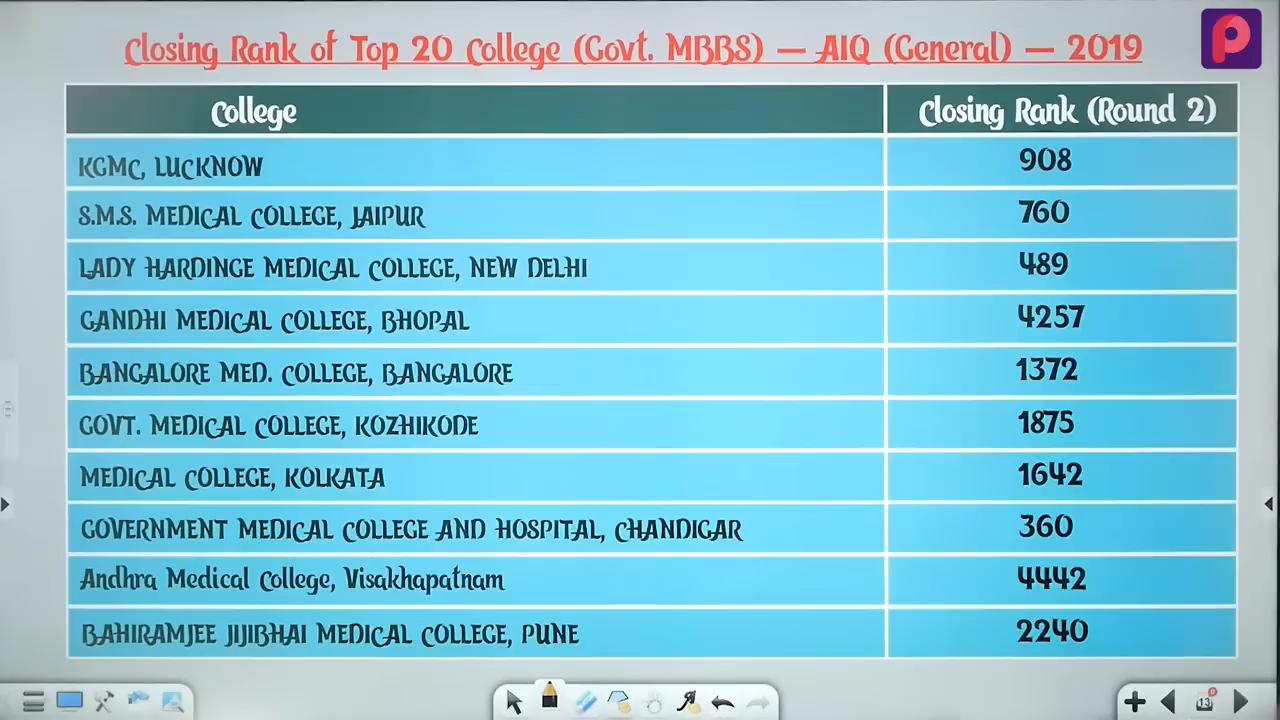 Closing Rank of Top 20 College (Govt. MBBS) — AIQ (General) — 2019
College Closing Rank (Round 2)
KGMC, LUCKNOW 908
S.M.S. MEDICAL COLLEGE, JAIPUR 760
LADY HARDINGE MEDICAL COLLEGE, NEW DELHI 489
GANDHI MEDICAL COLLEGE, BHOPAL 4257
BANGALORE MED. COLLEGE, BANGALORE 1372
GOVT. MEDICAL COLLEGE, KOZHIKODE 1875
MEDICAL COLLEGE, KOLKATA 1642
GOVERNMENT MEDICAL COLLEGE AND HOSPITAL, CHANDIGAR 360
Andhra Medical College, Visakhapatnam 4442
BAHIRAMJEE JIJIBHAI MEDICAL COLLEGE, PUNE 2240
13